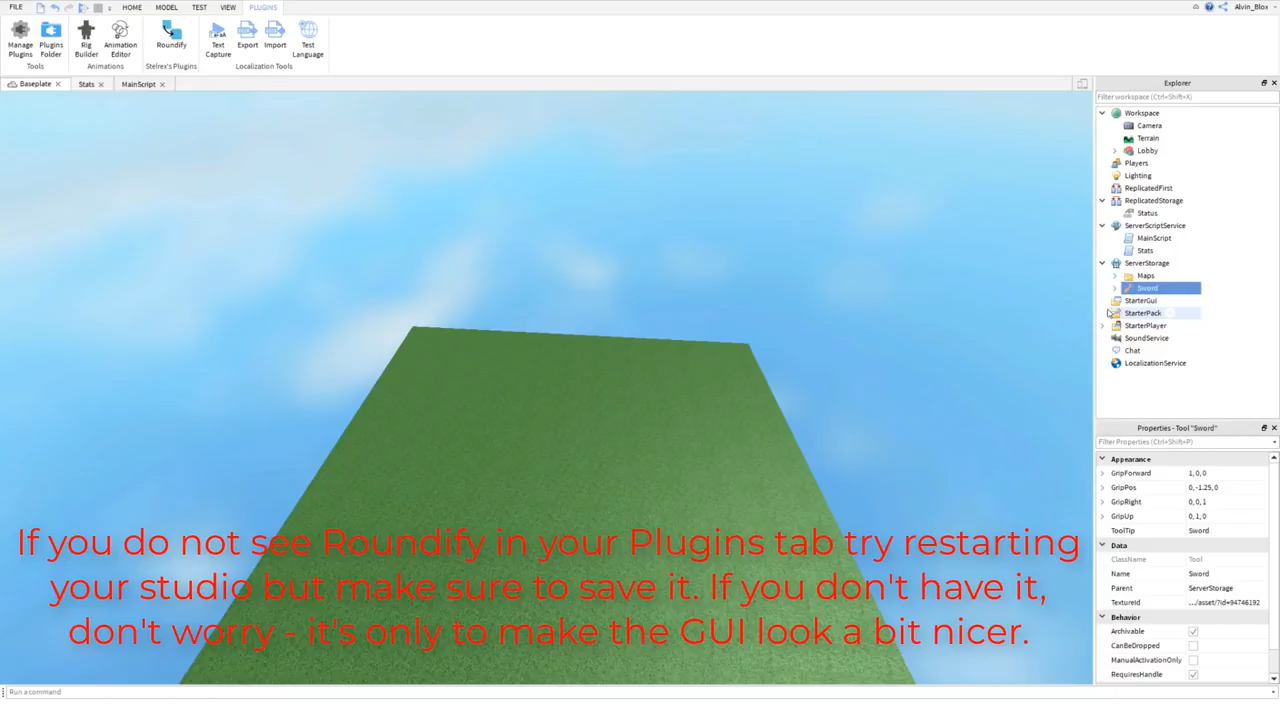 FILE HOME MODEL TEST VIEW PLUGINS Alvin_Blox
Manage Plugins Plugins Folder Rig Builder Animation Editor Roundify Text Capture Export Import Test Language
Tools Animations Stelrex's Plugins Localization Tools
Baseplate Stats MainScript
Explorer
Filter workspace (Ctrl+Shift+X)
Workspace
Camera
Terrain
Lobby
Players
Lighting
ReplicatedFirst
ReplicatedStorage
Status
ServerScriptService
MainScript
Stats
ServerStorage
Maps
Sword
StarterGui
StarterPack
StarterPlayer
SoundService
Chat
LocalizationService
Properties - Tool "Sword"
Filter Properties (Ctrl+Shift+P)
Appearance
GripForward 1, 0, 0
GripPos 0, -1.25, 0
GripRight 0, 0, 1
GripUp 0, 1, 0
ToolTip Sword
Data
ClassName Tool
Name Sword
Parent ServerStorage
TextureId .../asset/?id=94746192
Behavior
Archivable
CanBeDropped
ManualActivationOnly
RequiresHandle
If you do not see Roundify in your Plugins tab try restarting
your studio but make sure to save it. If you don't have it,
don't worry - it's only to make the GUI look a bit nicer.
Run a command